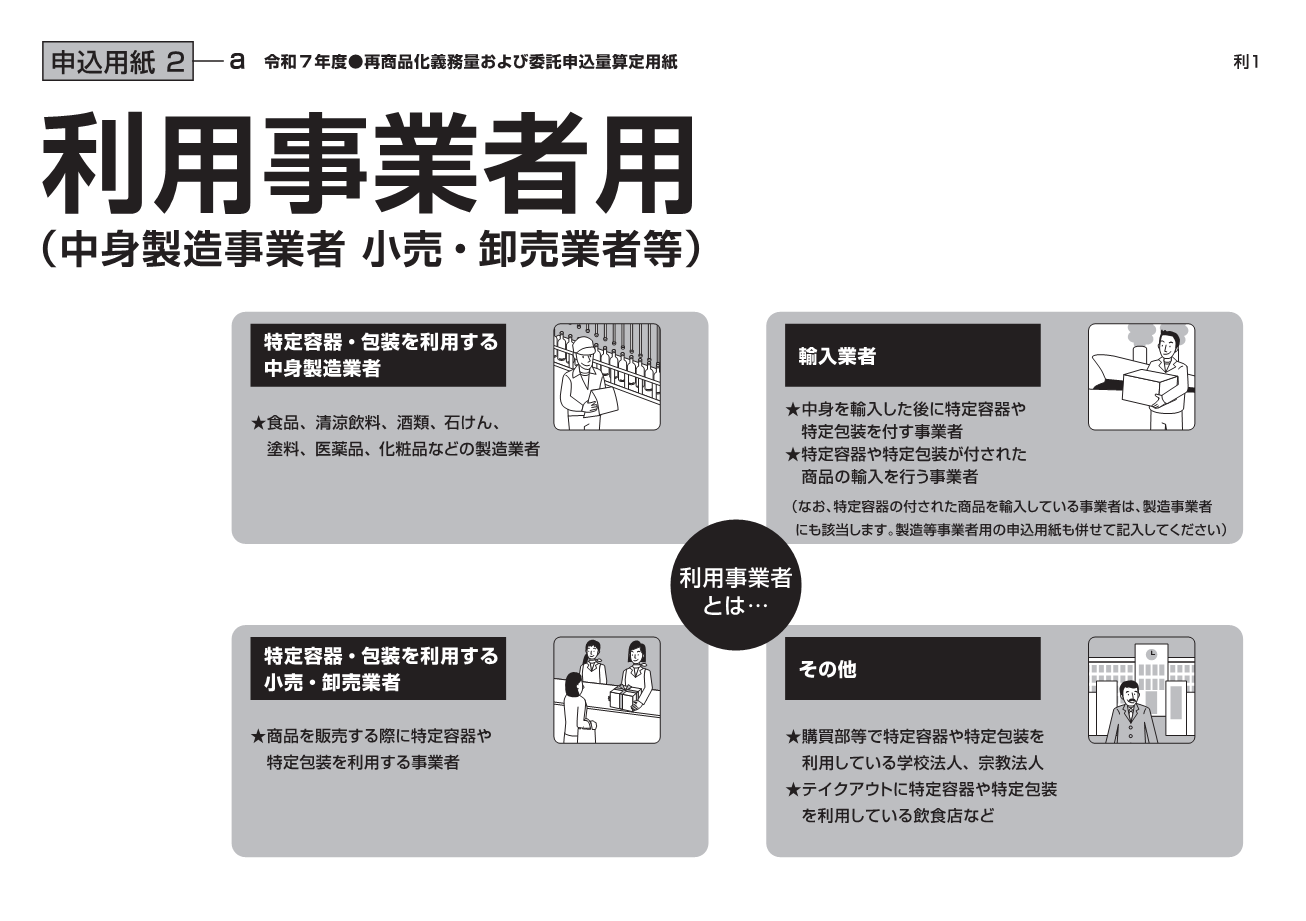 申込用紙 2 a 令和７年度●再商品化義務量および委託申込量算定用紙
利1
利用事業者用
（中身製造事業者 小売・卸売業者等）
特定容器・包装を利用する
中身製造業者
★食品、清涼飲料、酒類、石けん、
塗料、医薬品、化粧品などの製造業者
輸入業者
★中身を輸入した後に特定容器や
特定包装を付す事業者
★特定容器や特定包装が付された
商品の輸入を行う事業者
（なお、特定容器の付された商品を輸入している事業者は、製造事業者
にも該当します。製造等事業者用の申込用紙も併せて記入してください）
利用事業者
とは…
特定容器・包装を利用する
小売・卸売業者
★商品を販売する際に特定容器や
特定包装を利用する事業者
その他
★購買部等で特定容器や特定包装を
利用している学校法人、宗教法人
★テイクアウトに特定容器や特定包装
を利用している飲食店など